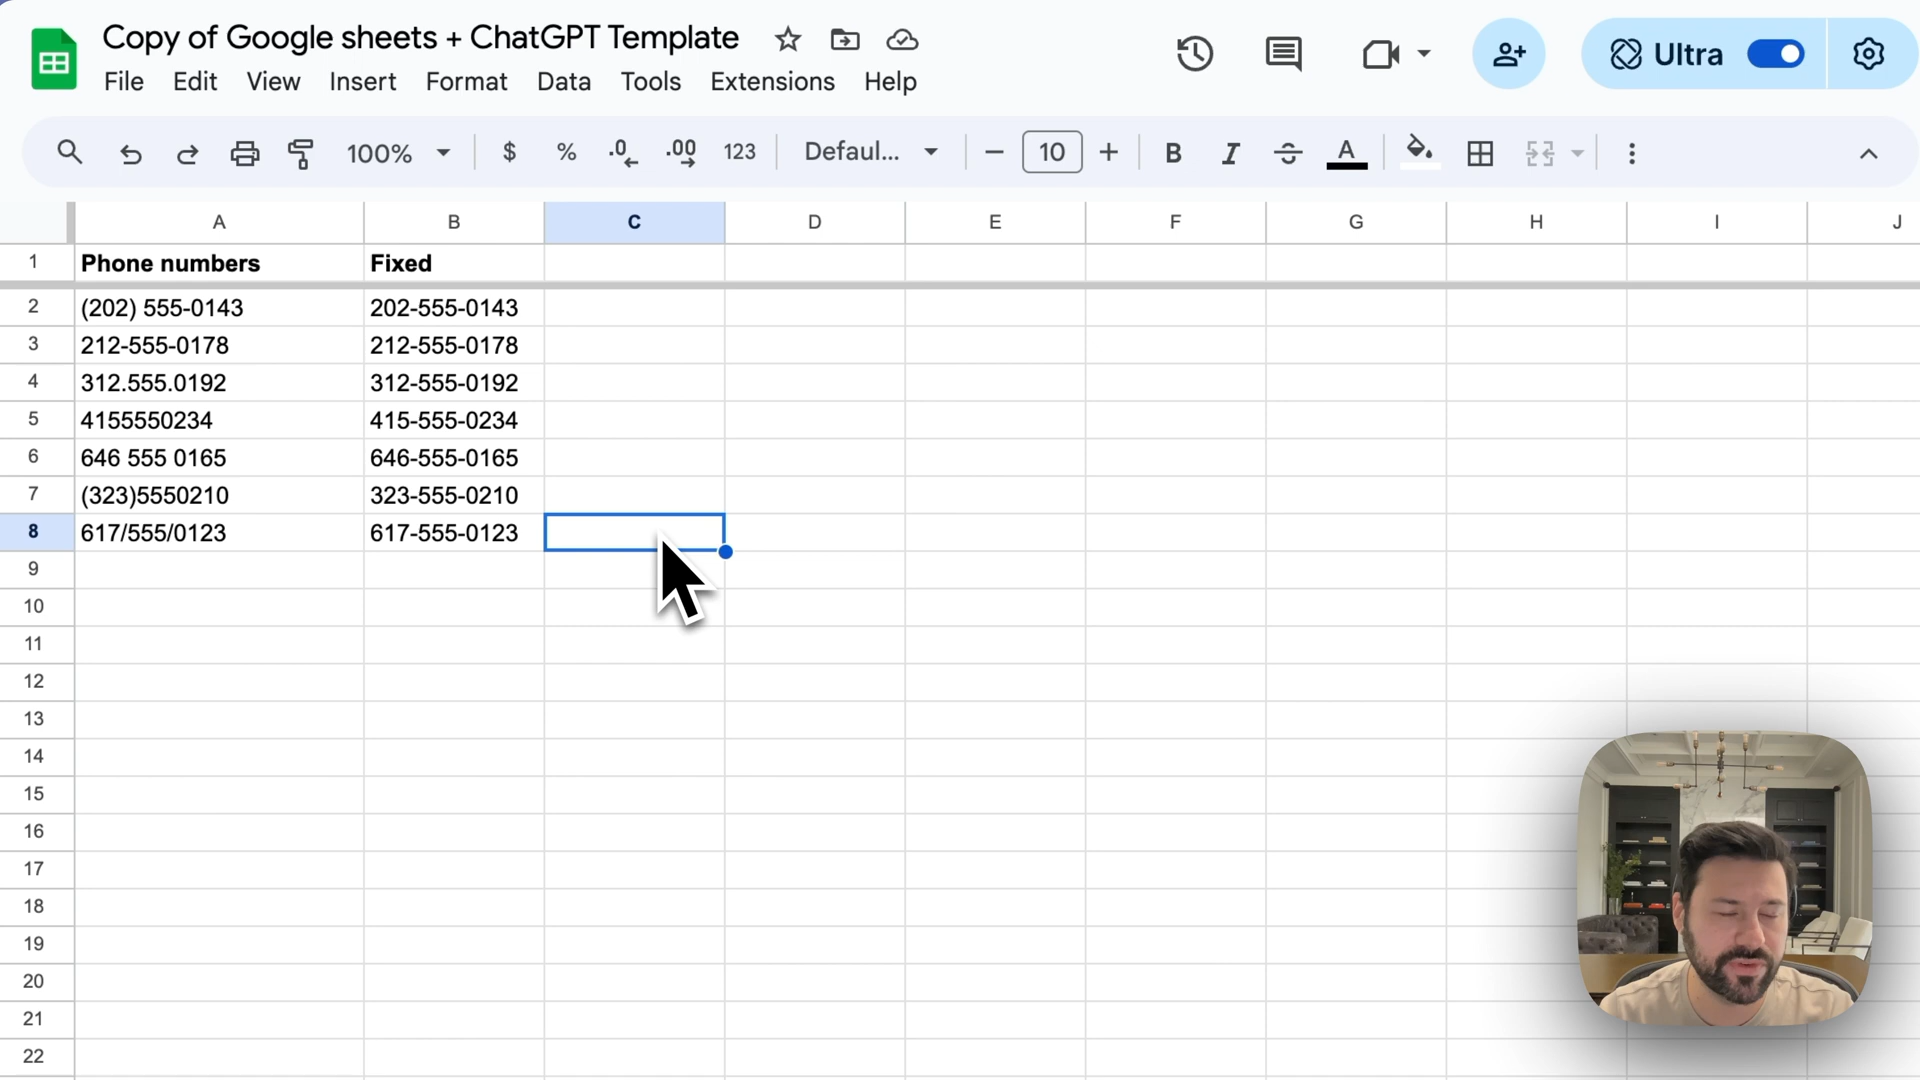 Copy of Google sheets + ChatGPT Template
Ultra
File Edit View Insert Format Data Tools Extensions Help
100% $ % .0 .00 123 Defaul... 10 B I A
A B C D E F G H I J
1 Phone numbers Fixed
2 (202) 555-0143 202-555-0143
3 212-555-0178 212-555-0178
4 312.555.0192 312-555-0192
5 4155550234 415-555-0234
6 646 555 0165 646-555-0165
7 (323)5550210 323-555-0210
8 617/555/0123 617-555-0123
9
10
11
12
13
14
15
16
17
18
19
20
21
22